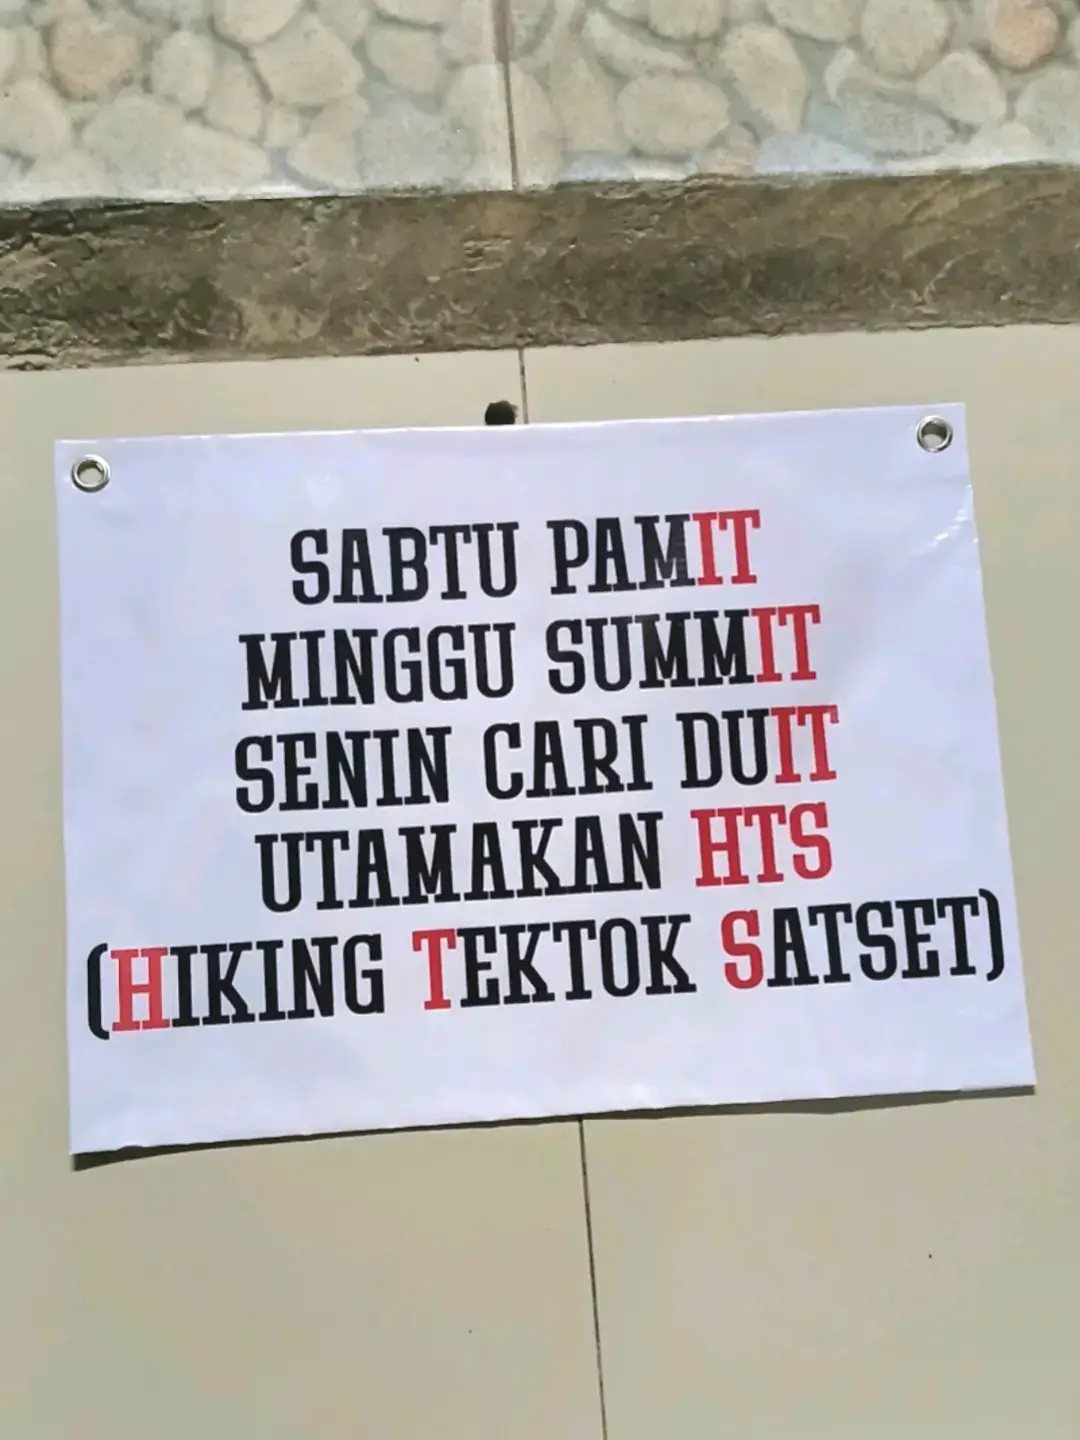 SABTU PAMIT
MINGGU SUMMIT
SENIN CARI DUIT
UTAMAKAN HTS
(HIKING TEKTOK SATSET)